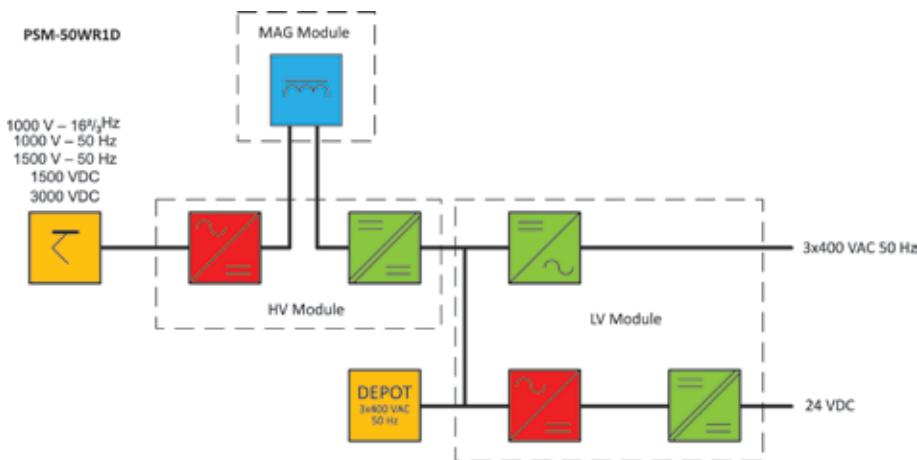 PSM-50WR1D
MAG Module
1000 V – 16²/₃Hz
1000 V – 50 Hz
1500 V – 50 Hz
1500 VDC
3000 VDC
3x400 VAC 50 Hz
HV Module
LV Module
DEPOT
3x400 VAC
50 Hz
24 VDC